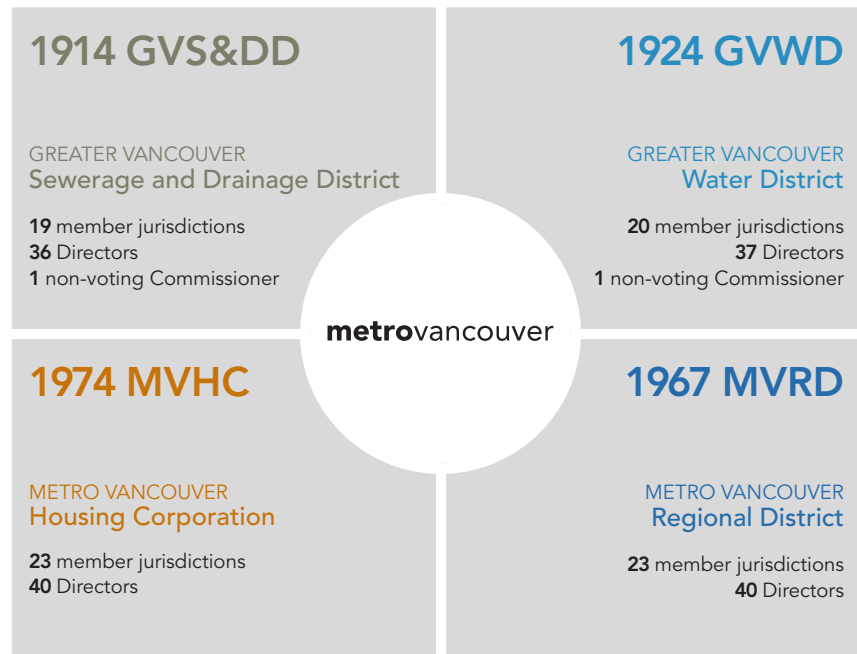 1914 GVS&DD
GREATER VANCOUVER
Sewerage and Drainage District
19 member jurisdictions
36 Directors
1 non-voting Commissioner
1924 GVWD
GREATER VANCOUVER
Water District
20 member jurisdictions
37 Directors
1 non-voting Commissioner
metrovancouver
1974 MVHC
METRO VANCOUVER
Housing Corporation
23 member jurisdictions
40 Directors
1967 MVRD
METRO VANCOUVER
Regional District
23 member jurisdictions
40 Directors